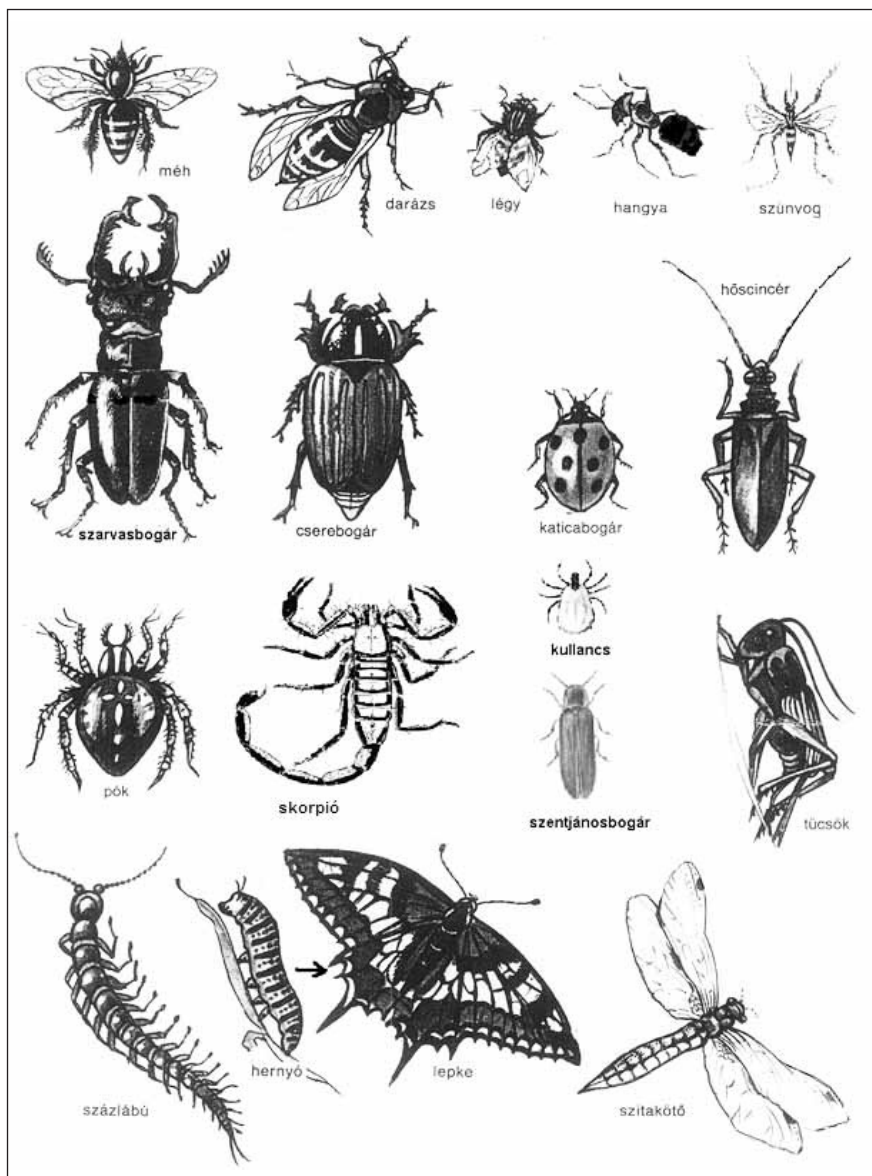 méh
darázs
légy
hangya
szúnyog
hőscincér
szarvasbogár
cserebogár
katicabogár
kullancs
pók
skorpió
szentjánosbogár
tücsök
százlábú
hernyó
lepke
szitakötő